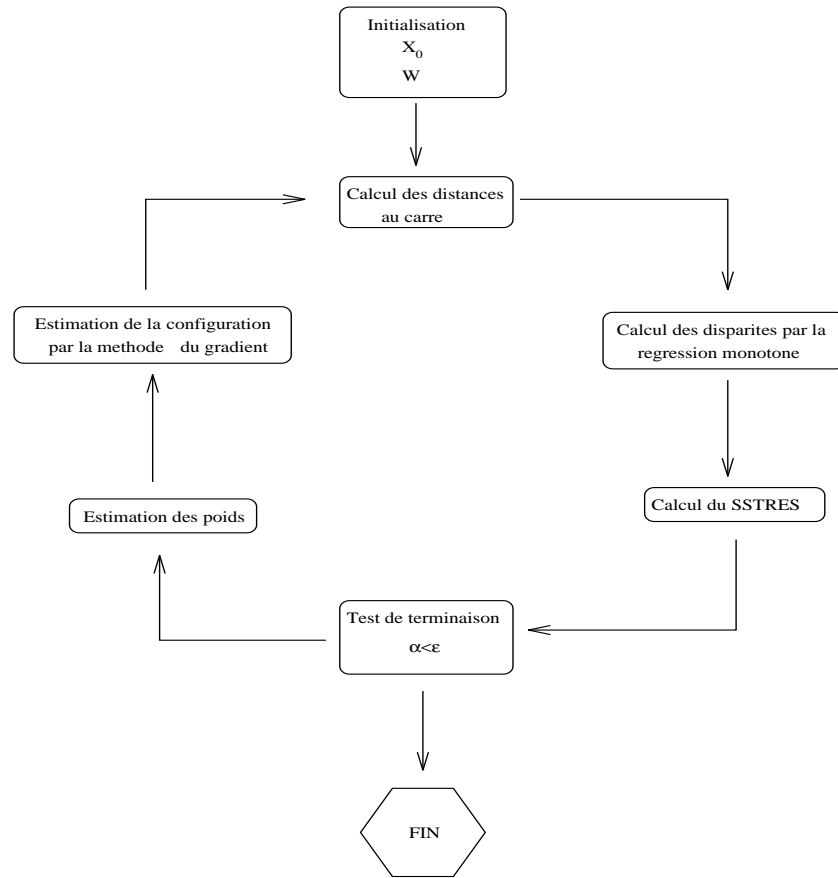 Initialisation
X0
W
Calcul des distances
au carre
Estimation de la configuration
par la methode du gradient
Calcul des disparites par la
regression monotone
Estimation des poids
Calcul du SSTRES
Test de terminaison
α<ε
FIN